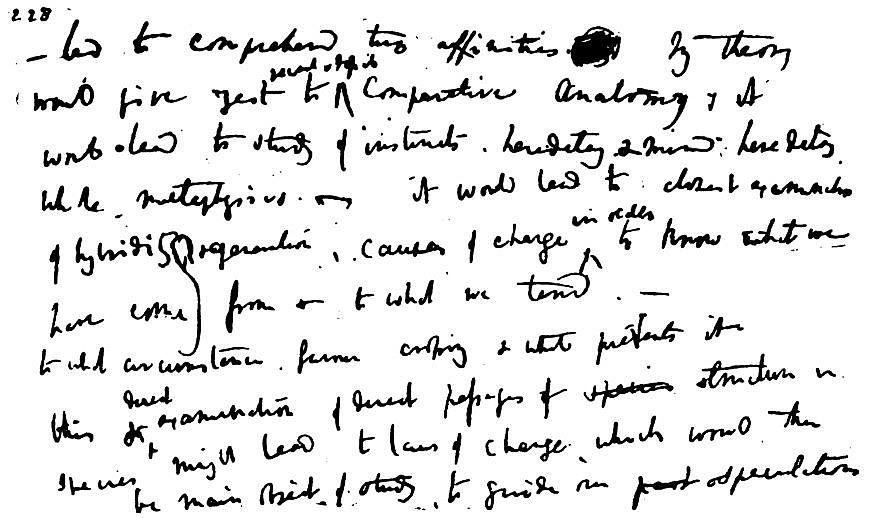 228
– led to comprehend true affinities. My theory
would give zest to recent & fossil Comparative Anatomy, & it
would lead to study of instincts, heredetary & mind heredetary,
whole metaphysics. – it would lead to closest examination
of hybridity regeneration, causes of change in order to know what we
have come from & to what we tend. –
to what circumstances favour crossing & what prevents it –
this & direct examination of direct passages of species structure in
species might lead to laws of change, which would then
be main object of study, to guide our past speculations